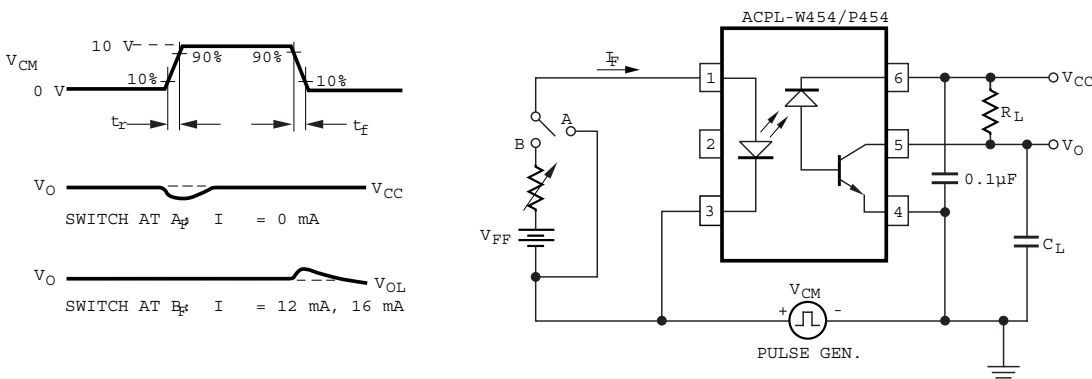 10 V
V_CM
90%
90%
10%
10%
0 V
t_r
t_f
V_O
V_CC
SWITCH AT A: I_F = 0 mA
V_O
V_OL
SWITCH AT B: I_F = 12 mA, 16 mA
ACPL-W454/P454
I_F
1
2
3
6
5
4
A
B
V_FF
V_CC
R_L
V_O
0.1µF
C_L
V_CM
+
-
PULSE GEN.